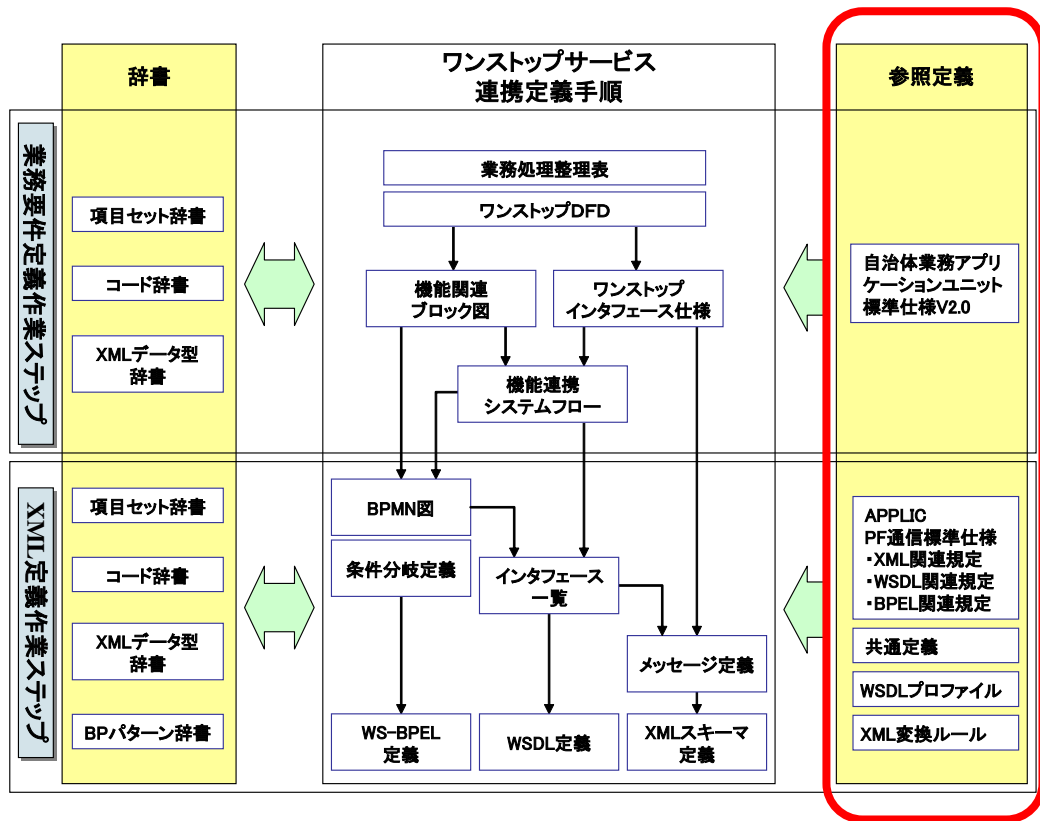 辞書
ワンストップサービス
連携定義手順
参照定義
業務要件定義作業ステップ
項目セット辞書
コード辞書
XMLデータ型
辞書
業務処理整理表
ワンストップDFD
機能関連
ブロック図
ワンストップ
インタフェース仕様
機能連携
システムフロー
自治体業務アプリ
ケーションユニット
標準仕様V2.0
XML定義作業ステップ
項目セット辞書
コード辞書
XMLデータ型
辞書
BPパターン辞書
BPMN図
条件分岐定義
インタフェース
一覧
メッセージ定義
WS-BPEL
定義
WSDL定義
XMLスキーマ
定義
APPLIC
PF通信標準仕様
・XML関連規定
・WSDL関連規定
・BPEL関連規定
共通定義
WSDLプロファイル
XML変換ルール